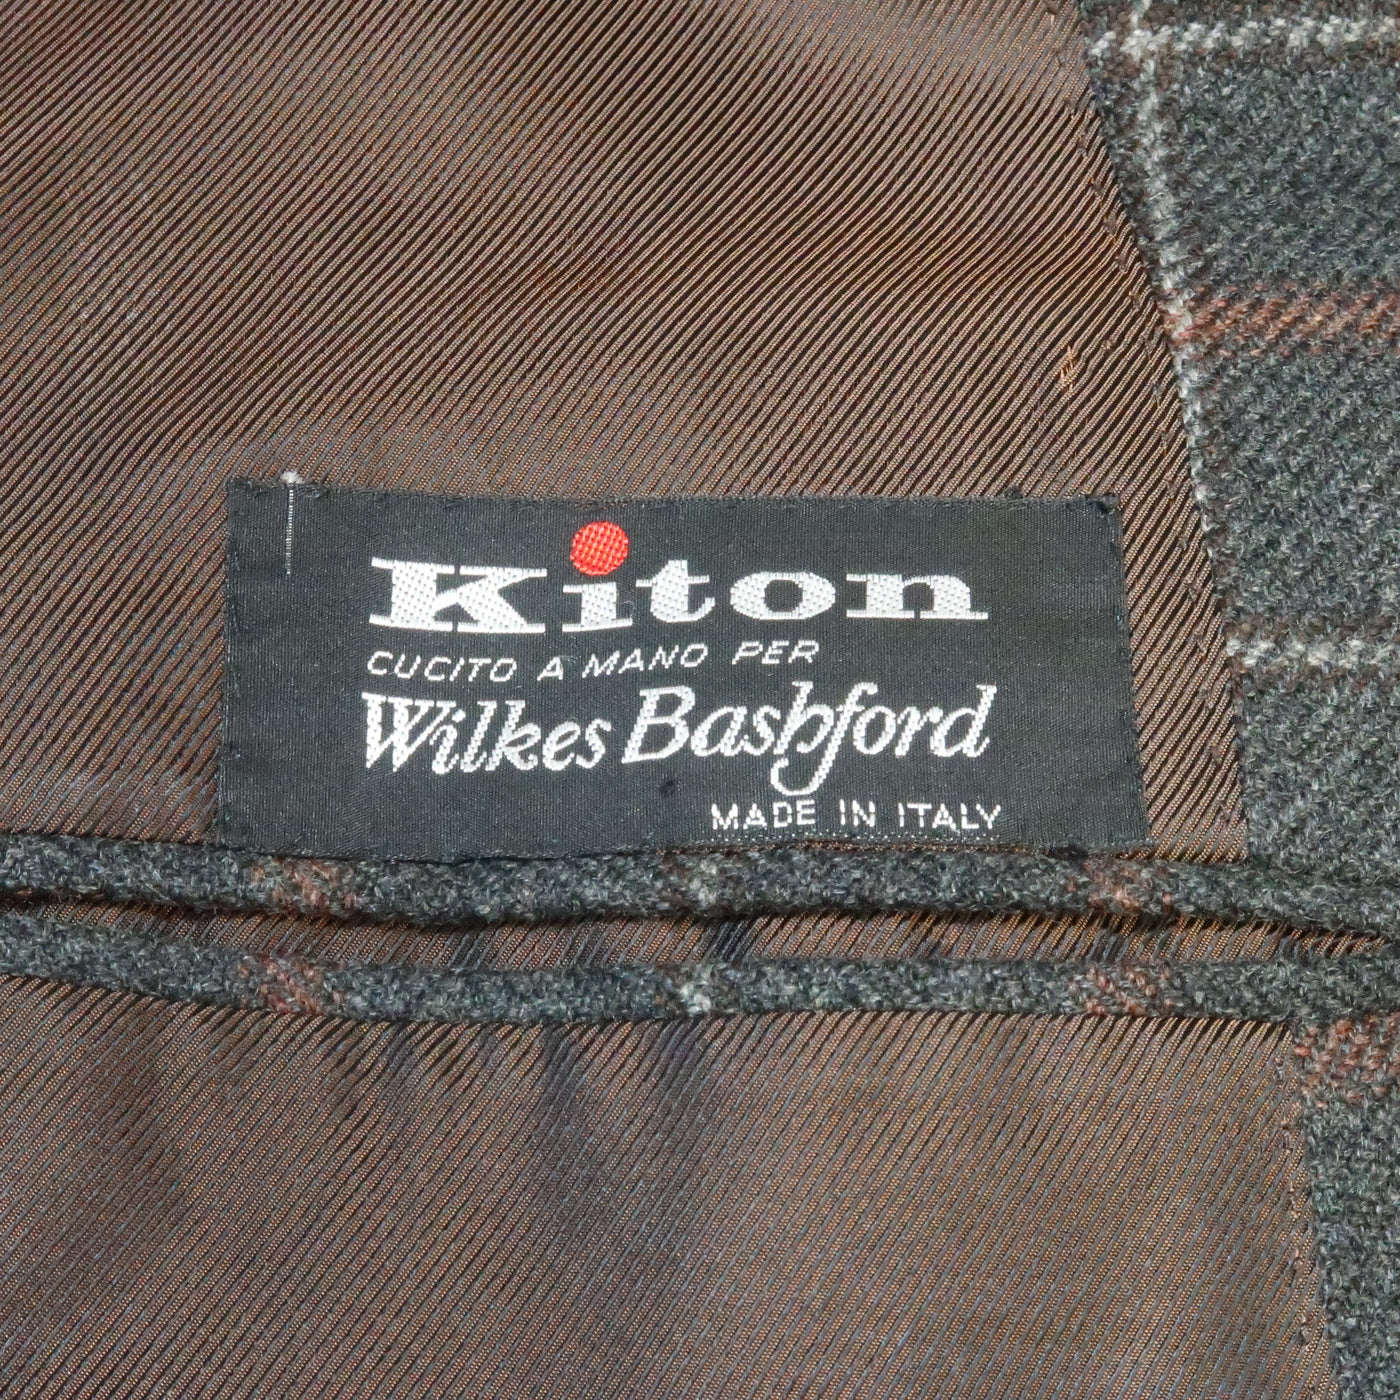 Kiton
CUCITO A MANO PER
Wilkes Bashford
MADE IN ITALY